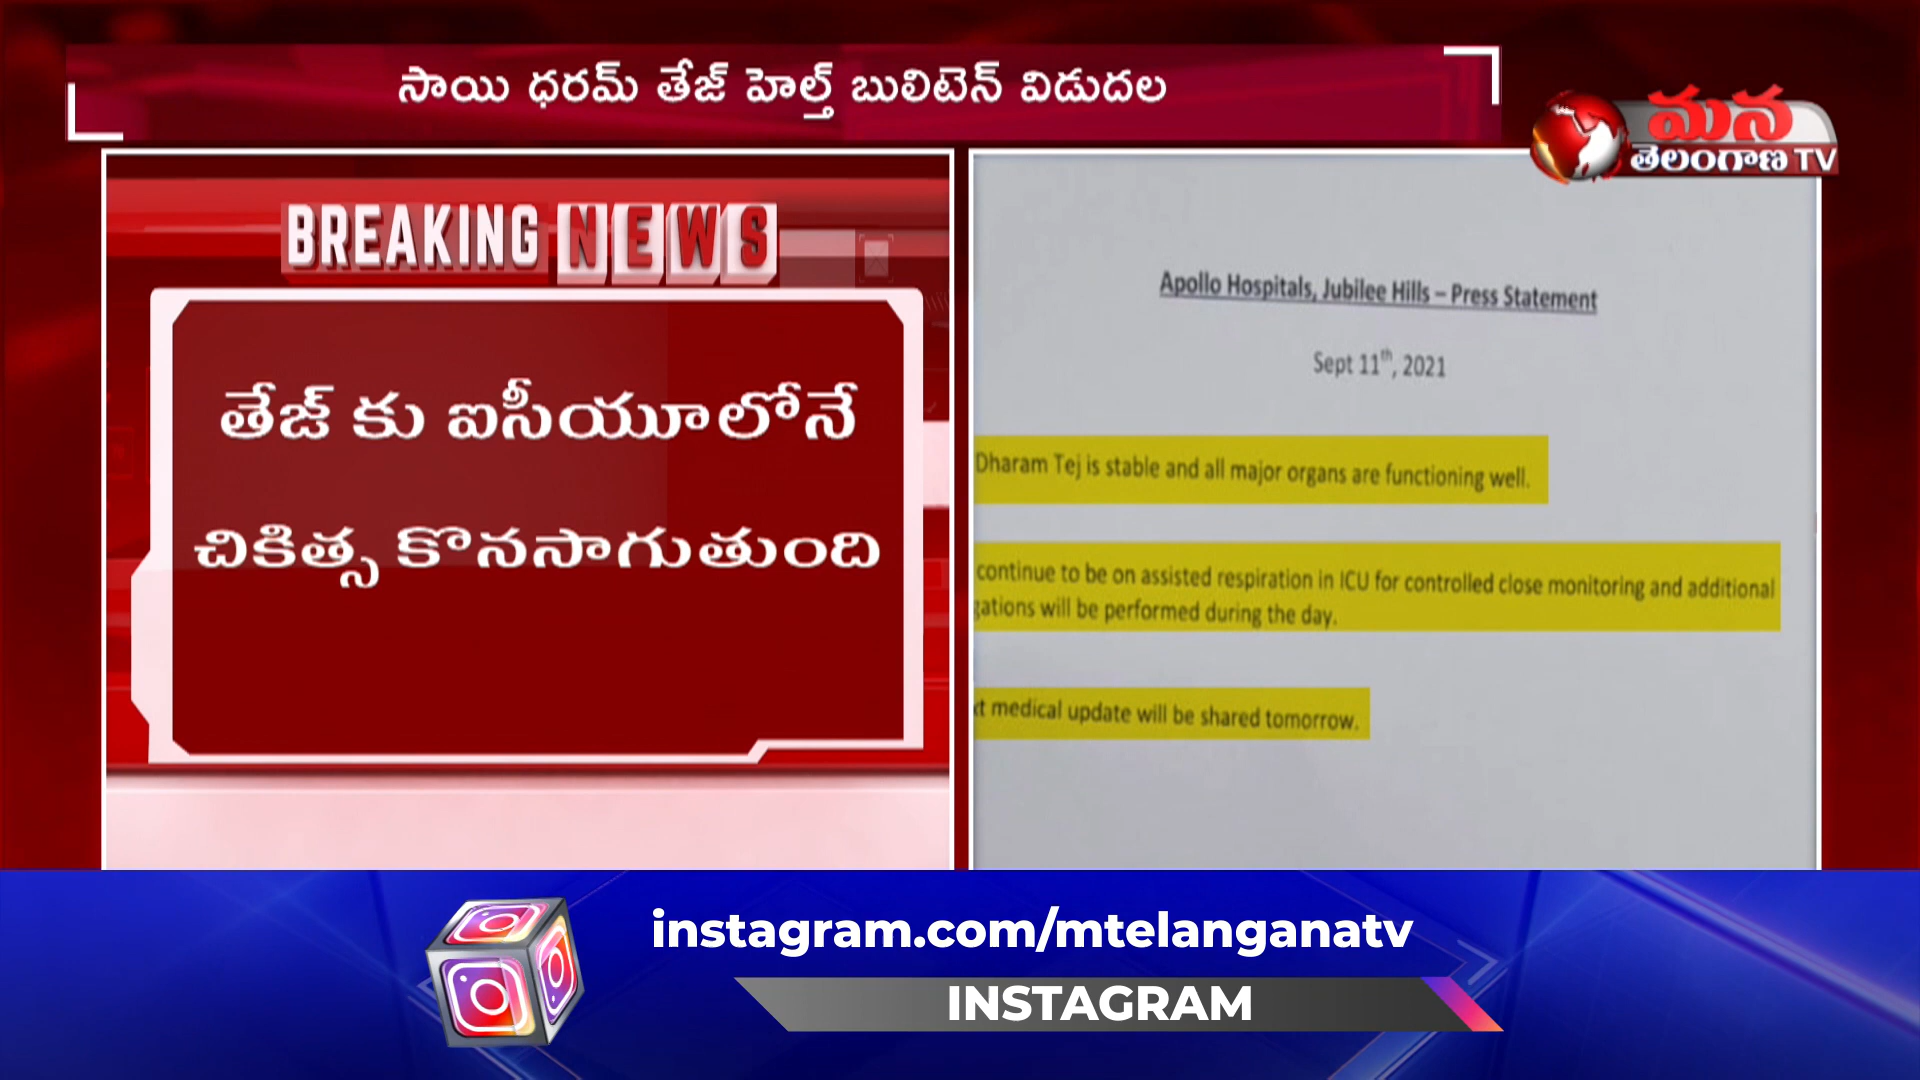 సాయి ధరమ్ తేజ్ హెల్త్ బులిటెన్ విడుదల
మన
తెలంగాణ TV
BREAKING NEWS
తేజ్ కు ఐసీయూలోనే
చికిత్స కొనసాగుతుంది
Apollo Hospitals, Jubilee Hills – Press Statement
Sept 11th, 2021
Dharam Tej is stable and all major organs are functioning well.
continue to be on assisted respiration in ICU for controlled close monitoring and additional
gations will be performed during the day.
medical update will be shared tomorrow.
instagram.com/mtelanganatv
INSTAGRAM